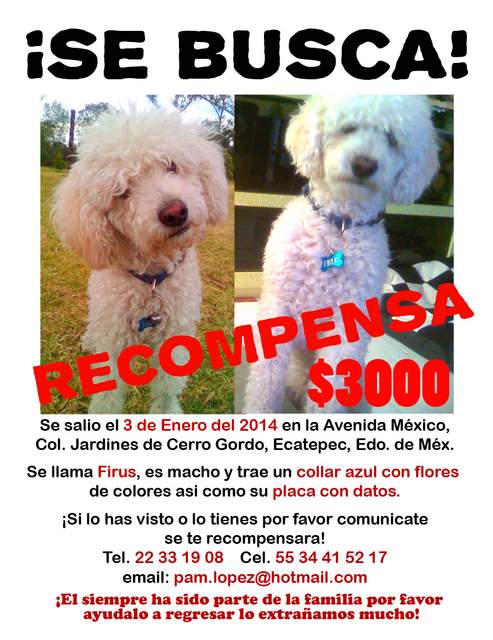 ¡SE BUSCA!
FIRUS
RECOMPENSA
$3000
Se salio el 3 de Enero del 2014 en la Avenida México,
Col. Jardines de Cerro Gordo, Ecatepec, Edo. de Méx.
Se llama Firus, es macho y trae un collar azul con flores
de colores asi como su placa con datos.
¡Si lo has visto o lo tienes por favor comunicate
se te recompensara!
Tel. 22 33 19 08 Cel. 55 34 41 52 17
email: pam.lopez@hotmail.com
¡El siempre ha sido parte de la familia por favor
ayudalo a regresar lo extrañamos mucho!